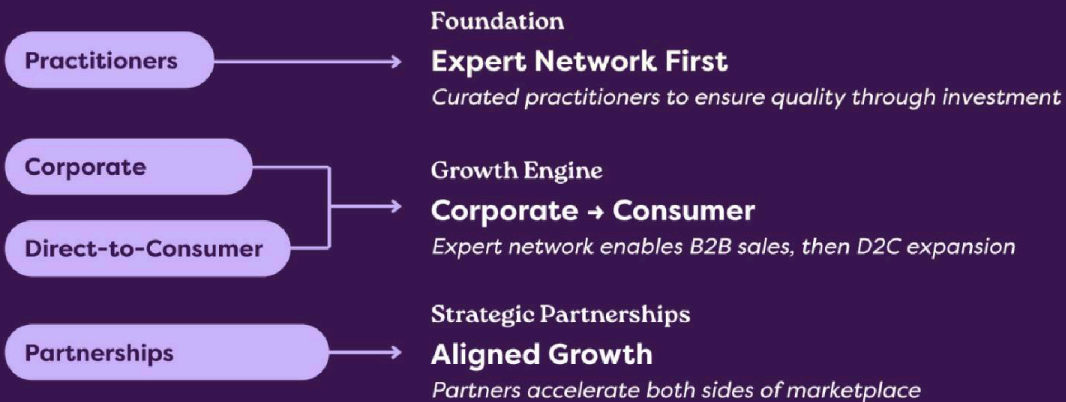 Practitioners
Foundation
Expert Network First
Curated practitioners to ensure quality through investment
Corporate
Direct-to-Consumer
Growth Engine
Corporate → Consumer
Expert network enables B2B sales, then D2C expansion
Partnerships
Strategic Partnerships
Aligned Growth
Partners accelerate both sides of marketplace